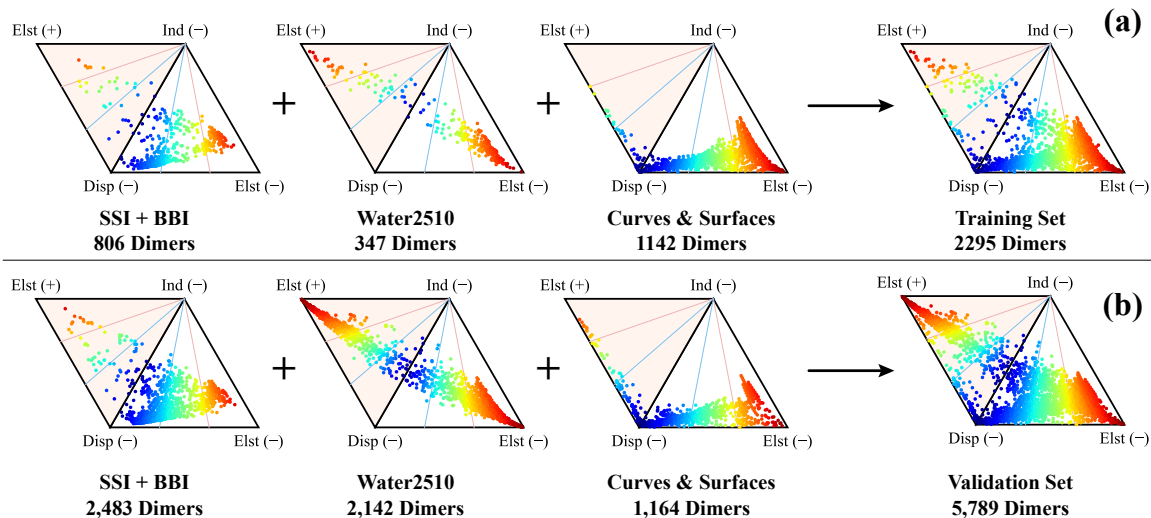 (a)
Elst (+) Ind (−) Elst (+) Ind (−) Elst (+) Ind (−) Elst (+) Ind (−)
+ +
Disp (−) Elst (−) Disp (−) Elst (−) Disp (−) Elst (−) Disp (−) Elst (−)
SSI + BBI Water2510 Curves & Surfaces Training Set
806 Dimers 347 Dimers 1142 Dimers 2295 Dimers
(b)
Elst (+) Ind (−) Elst (+) Ind (−) Elst (+) Ind (−) Elst (+) Ind (−)
+ +
Disp (−) Elst (−) Disp (−) Elst (−) Disp (−) Elst (−) Disp (−) Elst (−)
SSI + BBI Water2510 Curves & Surfaces Validation Set
2,483 Dimers 2,142 Dimers 1,164 Dimers 5,789 Dimers